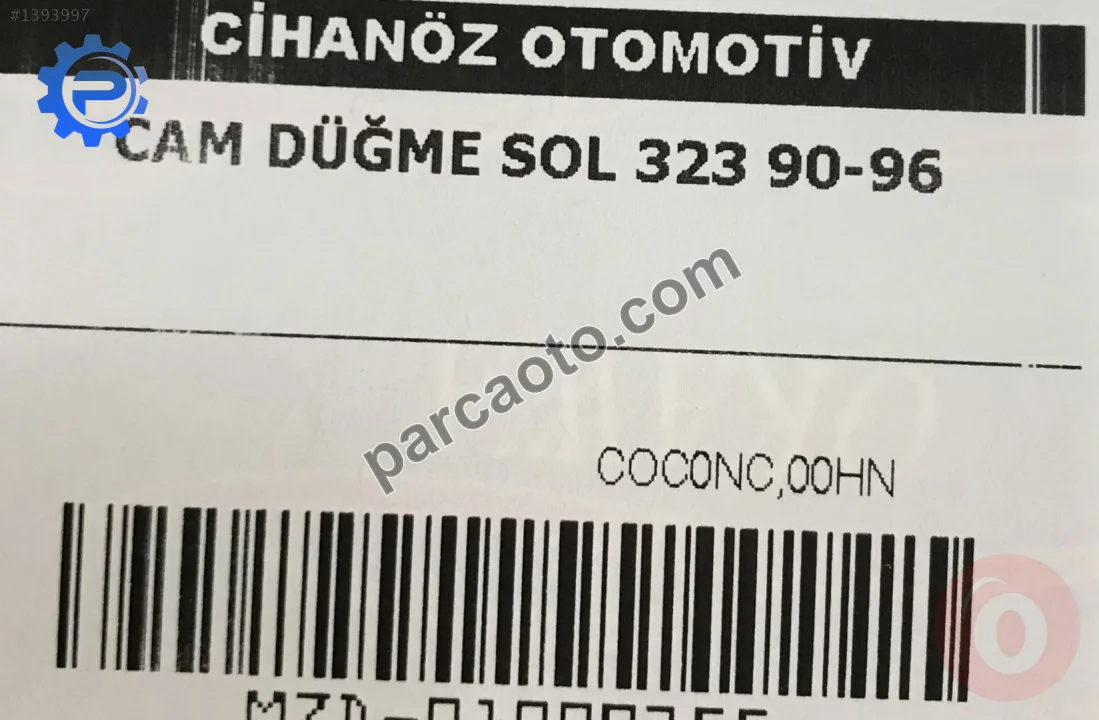 #1393997
CİHANÖZ OTOMOTİV
CAM DÜĞME SOL 323 90-96
parcaoto.com
COC0NC,00HN